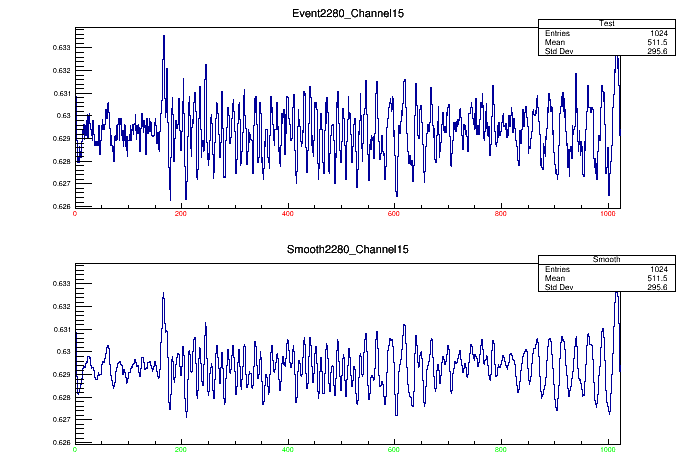 Event2280_Channel15
Test
Entries 1024
Mean 511.5
Std Dev 295.6
0.633
0.632
0.631
0.63
0.629
0.628
0.627
0.626
0 200 400 600 800 1000
Smooth2280_Channel15
Smooth
Entries 1024
Mean 511.5
Std Dev 295.6
0.633
0.632
0.631
0.63
0.629
0.628
0.627
0.626
0 200 400 600 800 1000